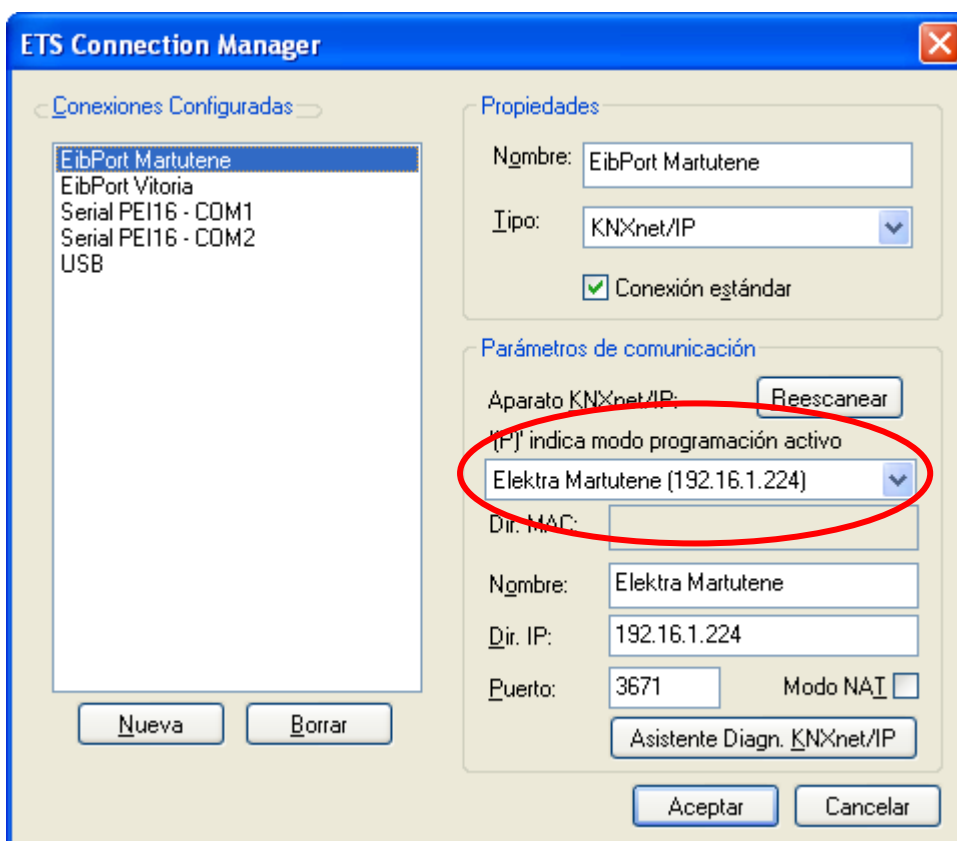 ETS Connection Manager
Conexiones Configuradas
EibPort Martutene
EibPort Vitoria
Serial PEI16 - COM1
Serial PEI16 - COM2
USB
Nueva
Borrar
Propiedades
Nombre: EibPort Martutene
Tipo: KNXnet/IP
Conexión estándar
Parámetros de comunicación
Aparato KNXnet/IP: Reescanear
'(P)' indica modo programación activo
Elektra Martutene (192.16.1.224)
Dir. MAC:
Nombre: Elektra Martutene
Dir. IP: 192.16.1.224
Puerto: 3671 Modo NAT
Asistente Diagn. KNXnet/IP
Aceptar Cancelar